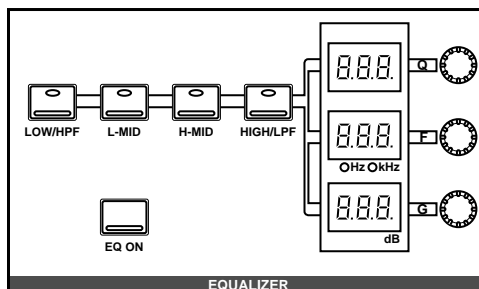 8.8.8.
Q
LOW/HPF L-MID H-MID HIGH/LPF
8.8.8.
F
Hz kHz
8.8.8.
G
dB
EQ ON
EQUALIZER